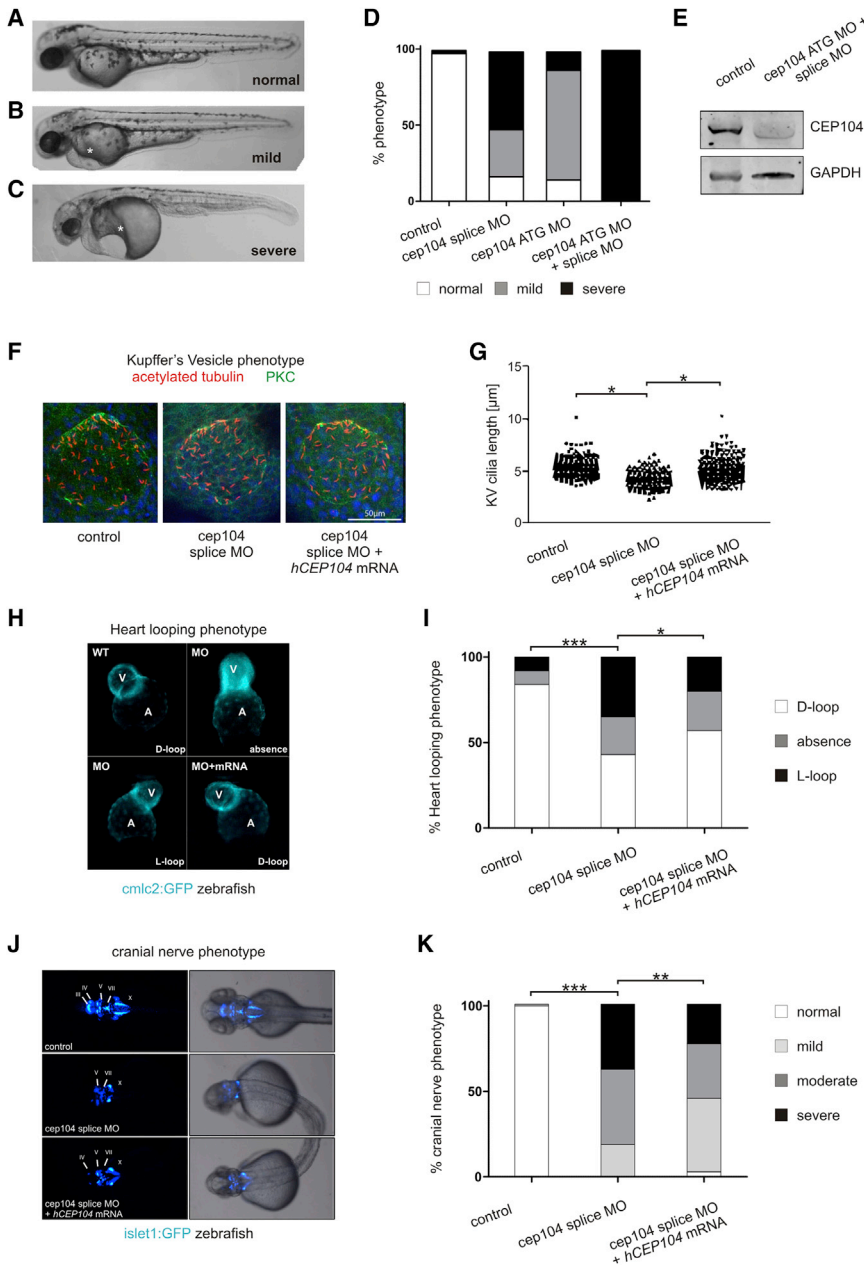 A
normal
B
*
mild
C
*
severe
D
% phenotype
100
50
0
control
cep104 splice MO
cep104 ATG MO
cep104 ATG MO
+ splice MO
normal
mild
severe
E
control
cep104 ATG MO +
splice MO
CEP104
GAPDH
F
Kupffer's Vesicle phenotype
acetylated tubulin PKC
50µm
control
cep104
splice MO
cep104
splice MO +
hCEP104 mRNA
G
KV cilia length [µm]
15
10
5
0
*
*
control
cep104 splice MO
cep104 splice MO
+ hCEP104 mRNA
H
Heart looping phenotype
WT
V
A
D-loop
MO
V
A
absence
MO
V
A
L-loop
MO+mRNA
V
A
D-loop
cmlc2:GFP zebrafish
I
% Heart looping phenotype
100
50
0
***
*
control
cep104 splice MO
cep104 splice MO
+ hCEP104 mRNA
D-loop
absence
L-loop
J
cranial nerve phenotype
III
IV
V
VII
X
control
V
VII
X
cep104 splice MO
IV
V
VII
X
cep104 splice MO
+ hCEP104 mRNA
islet1:GFP zebrafish
K
% cranial nerve phenotype
100
50
0
***
**
control
cep104 splice MO
cep104 splice MO
+ hCEP104 mRNA
normal
mild
moderate
severe